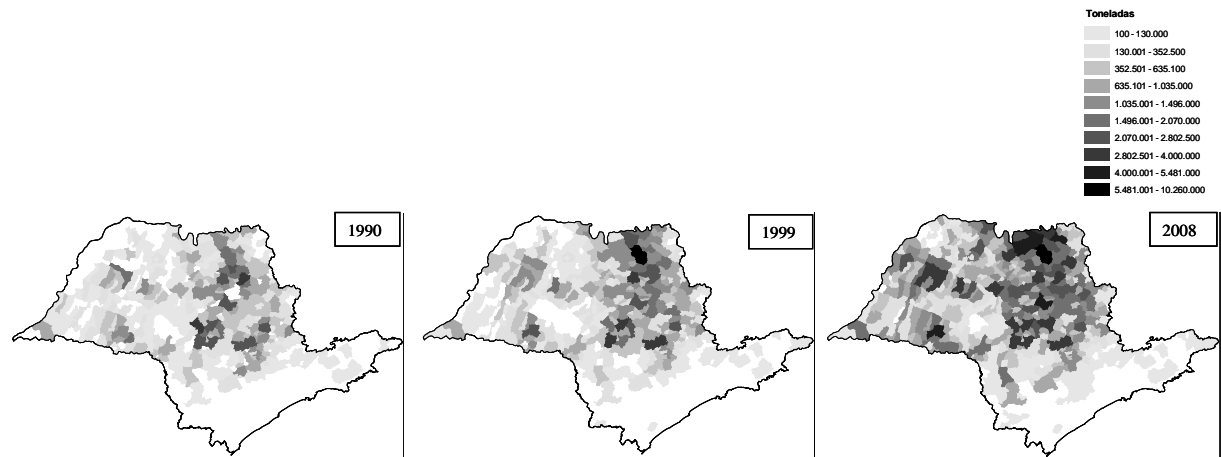 Toneladas
100 - 130.000
130.001 - 352.500
352.501 - 635.100
635.101 - 1.035.000
1.035.001 - 1.496.000
1.496.001 - 2.070.000
2.070.001 - 2.802.500
2.802.501 - 4.000.000
4.000.001 - 5.481.000
5.481.001 - 10.260.000
1990
1999
2008